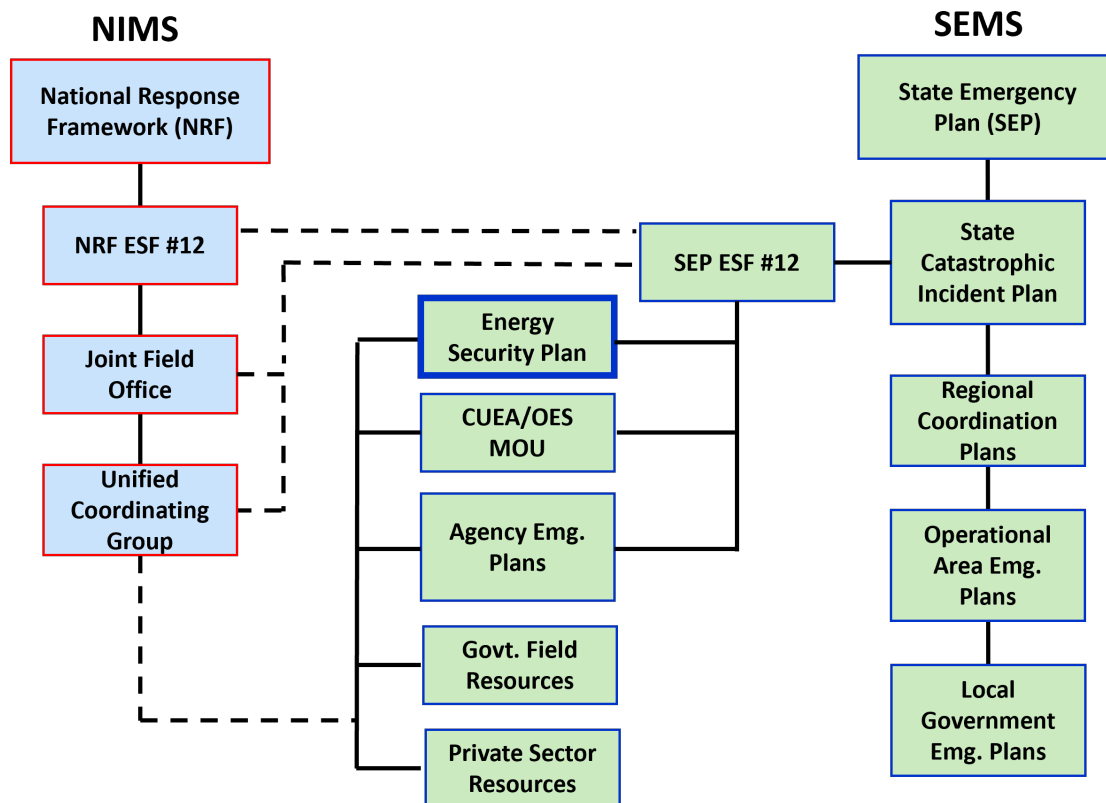 NIMS
National Response
Framework (NRF)
NRF ESF #12
Joint Field
Office
Unified
Coordinating
Group
Energy
Security Plan
CUEA/OES
MOU
Agency Emg.
Plans
Govt. Field
Resources
Private Sector
Resources
SEP ESF #12
SEMS
State Emergency
Plan (SEP)
State
Catastrophic
Incident Plan
Regional
Coordination
Plans
Operational
Area Emg.
Plans
Local
Government
Emg. Plans